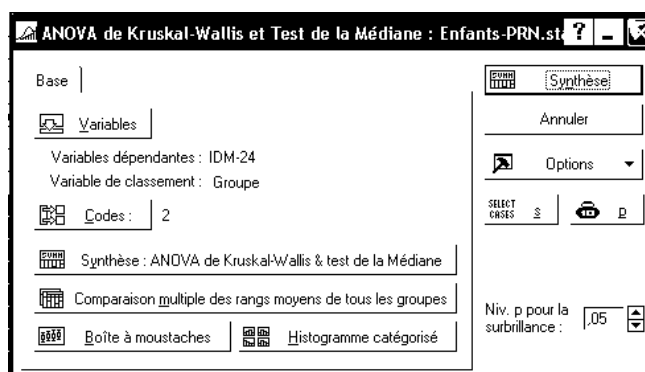 ANOVA de Kruskal-Wallis et Test de la Médiane : Enfants-PRN.sta
Base
Variables
Variables dépendantes : IDM-24
Variable de classement : Groupe
Codes : 2
Synthèse : ANOVA de Kruskal-Wallis & test de la Médiane
Comparaison multiple des rangs moyens de tous les groupes
Boîte à moustaches
Histogramme catégorisé
Synthèse
Annuler
Options
SELECT CASES S D
Niv. p pour la
surbrillance : ,05